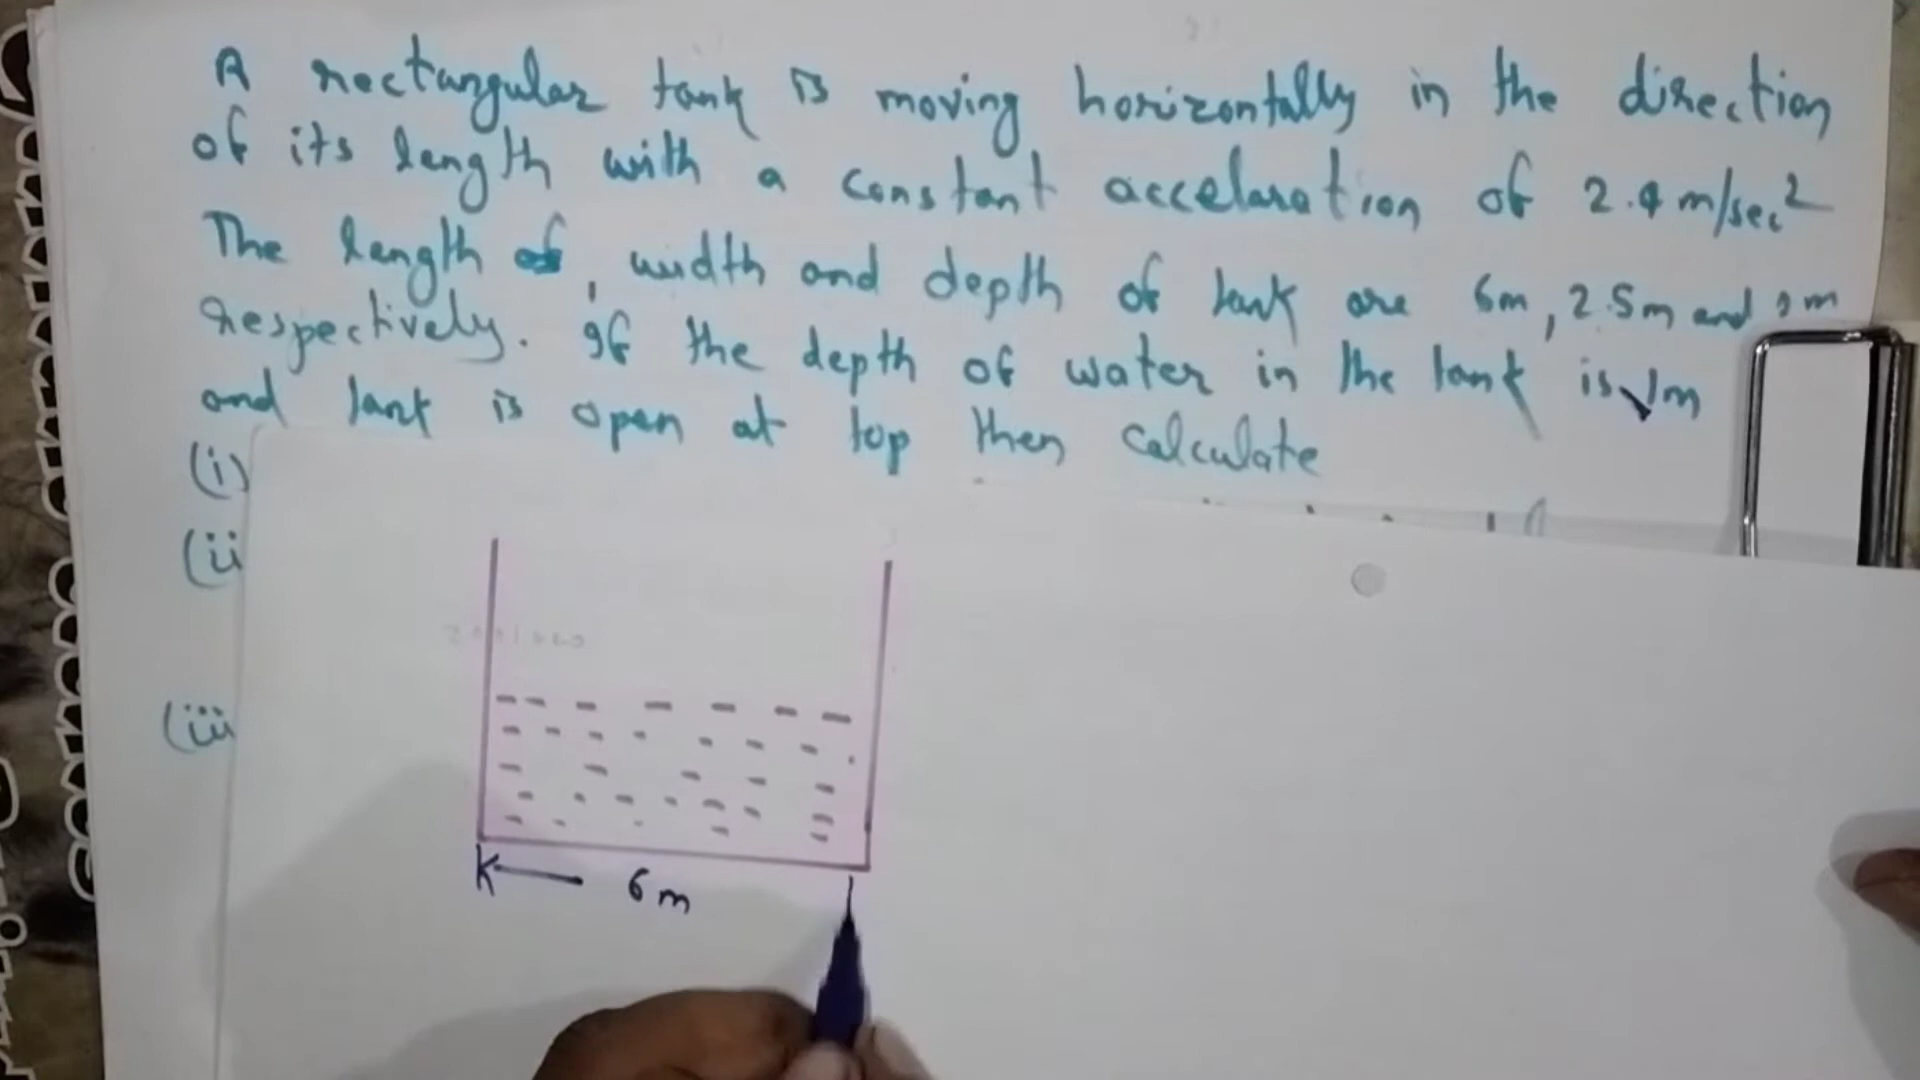 A rectangular tank is moving horizontally in the direction
of its length with a constant accelaration of 2.4 m/sec²
The length of, width and depth of tank are 6m, 2.5m and m
respectively. If the depth of water in the tank is 1m
and tank is open at top then calculate
(i)
(ii
(iii
6m